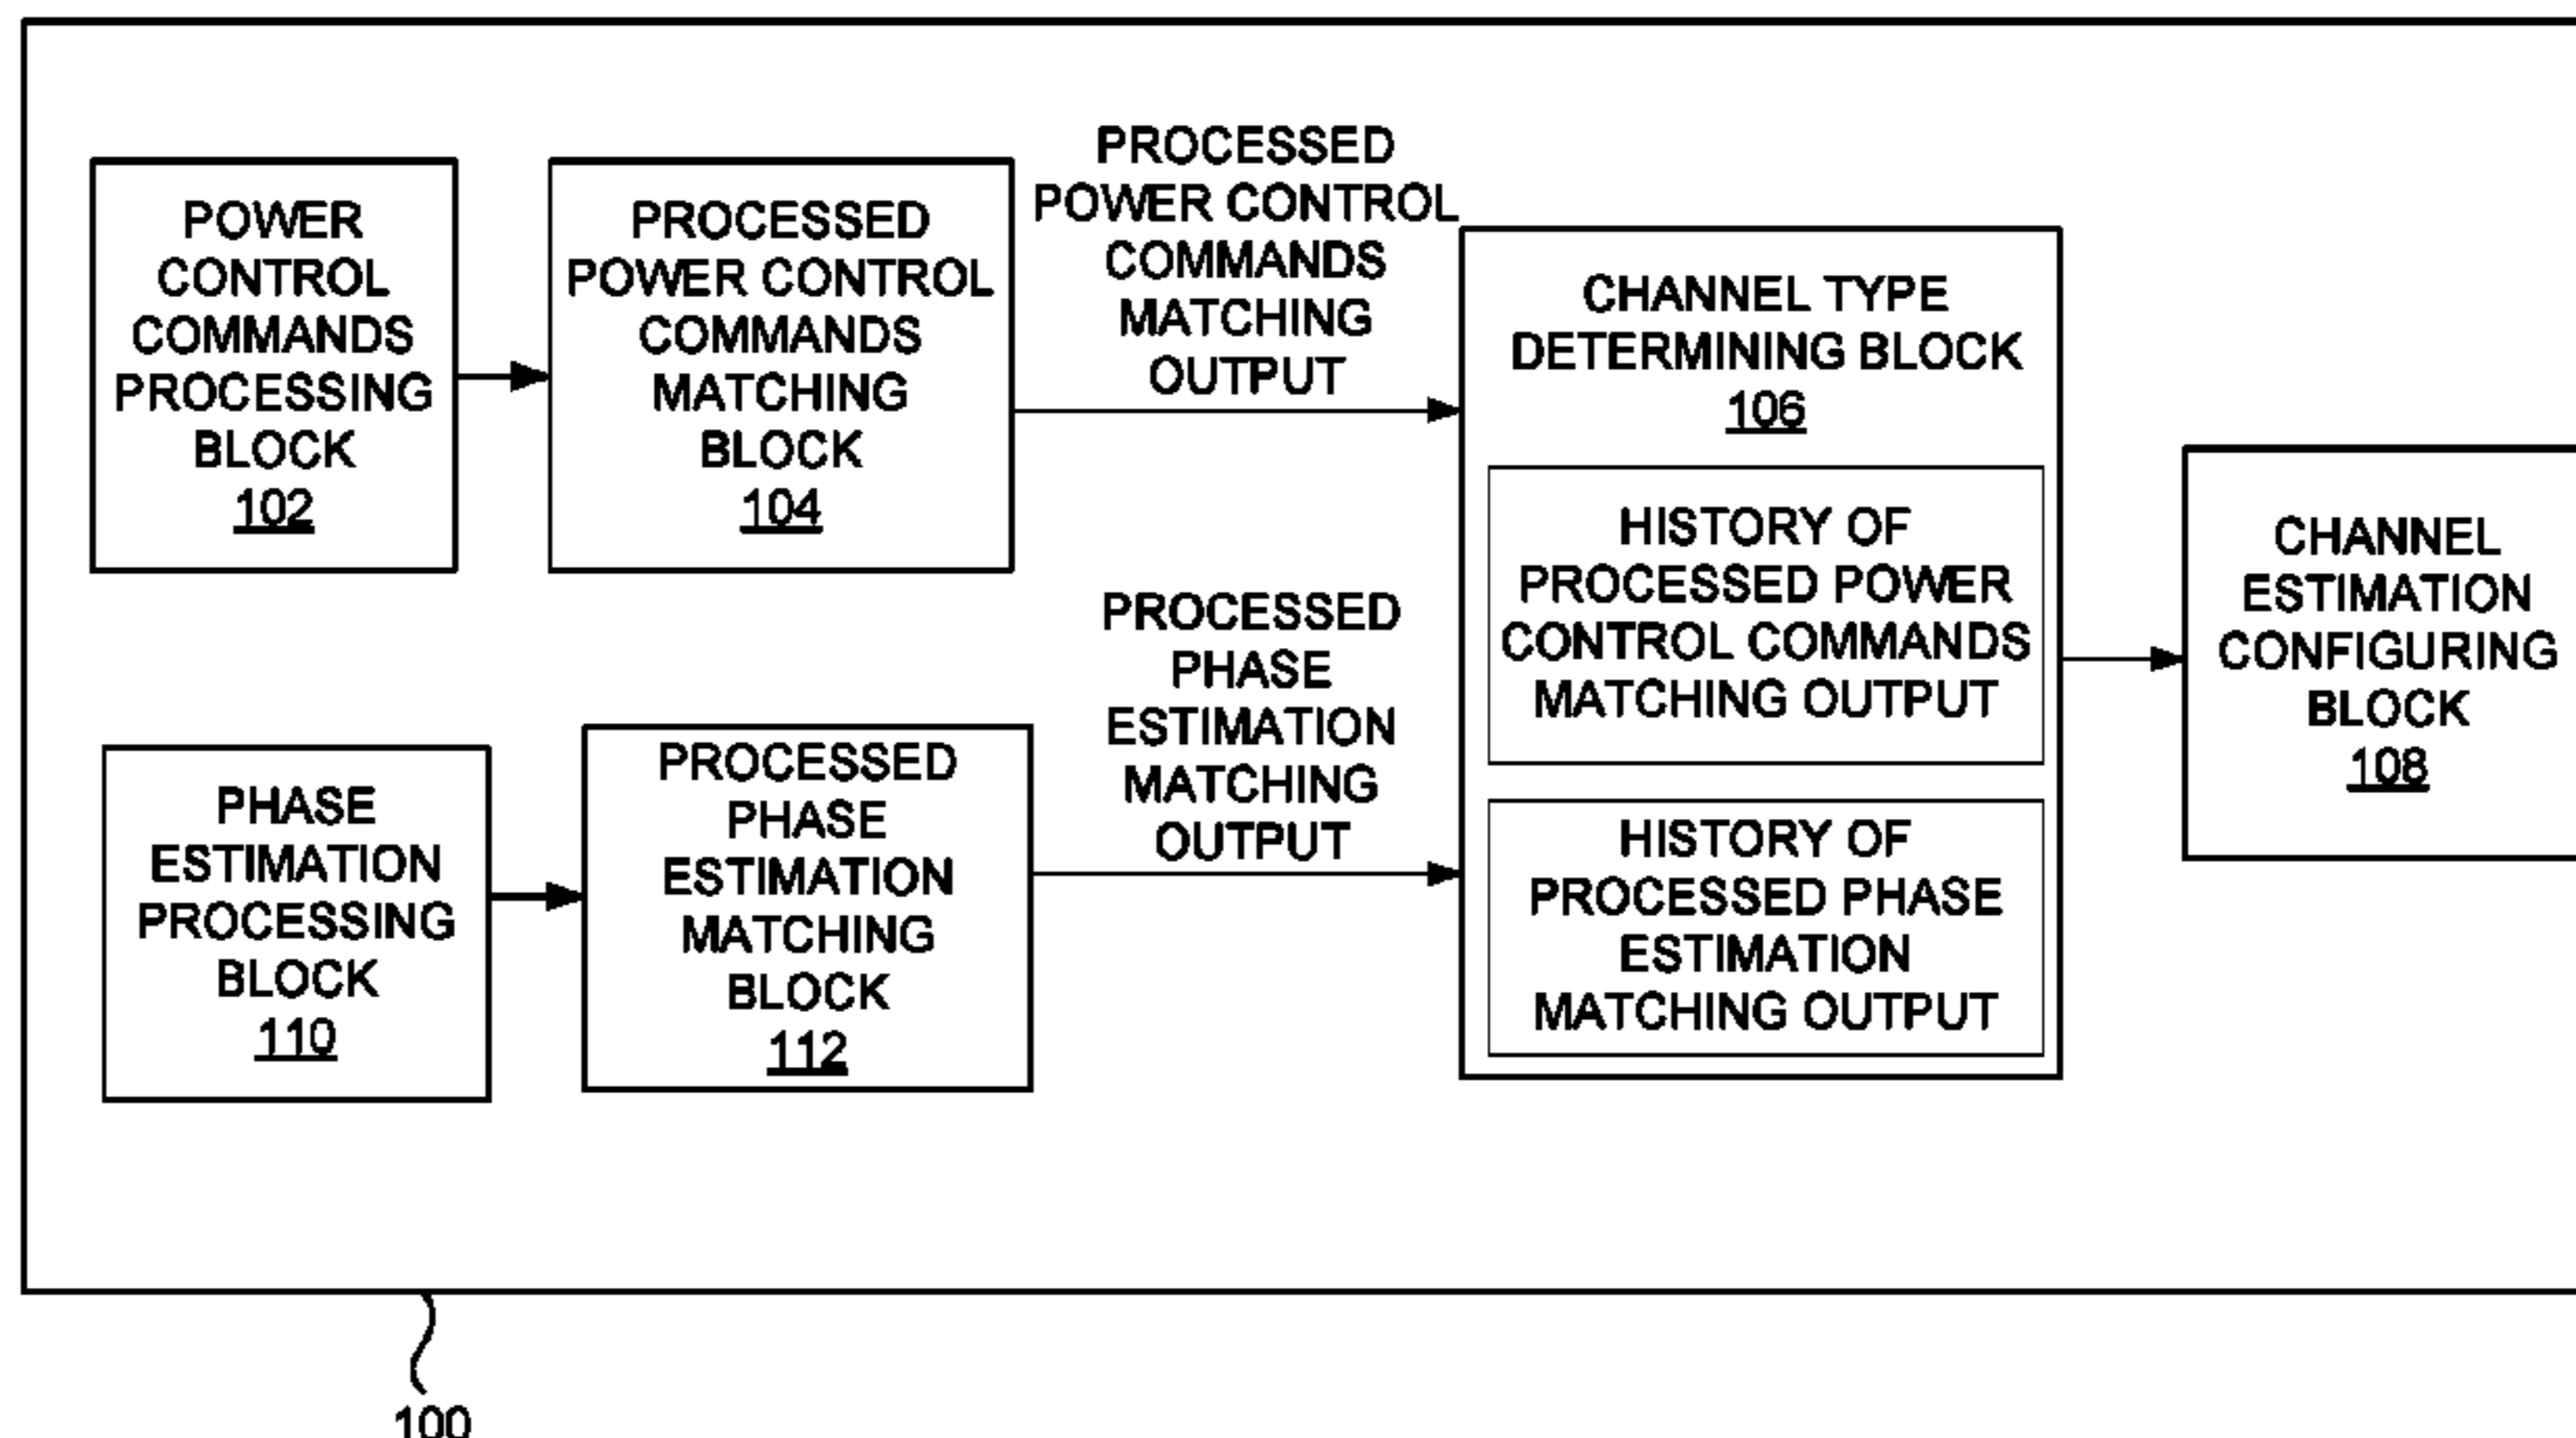 POWER
CONTROL
COMMANDS
PROCESSING
BLOCK
102
PROCESSED
POWER CONTROL
COMMANDS
MATCHING
BLOCK
104
PROCESSED
POWER CONTROL
COMMANDS
MATCHING
OUTPUT
CHANNEL TYPE
DETERMINING BLOCK
106
HISTORY OF
PROCESSED POWER
CONTROL COMMANDS
MATCHING OUTPUT
HISTORY OF
PROCESSED PHASE
ESTIMATION
MATCHING OUTPUT
CHANNEL
ESTIMATION
CONFIGURING
BLOCK
108
PHASE
ESTIMATION
PROCESSING
BLOCK
110
PROCESSED
PHASE
ESTIMATION
MATCHING
BLOCK
112
PROCESSED
PHASE
ESTIMATION
MATCHING
OUTPUT
100